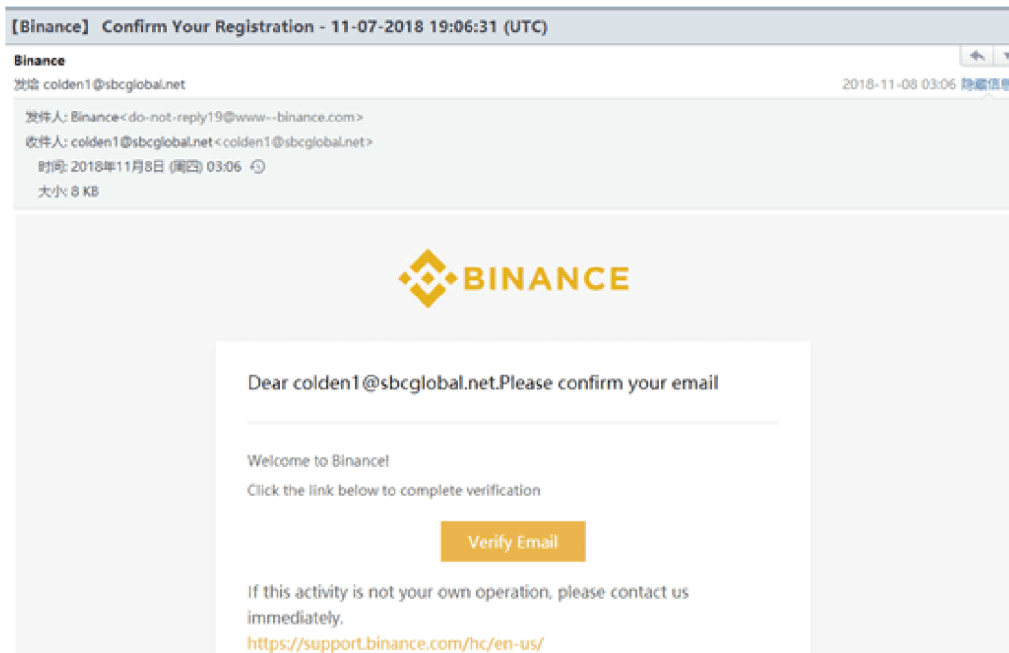 【Binance】 Confirm Your Registration - 11-07-2018 19:06:31 (UTC)
Binance
发给 colden1@sbcglobal.net
2018-11-08 03:06 隐藏信息
发件人: Binance<do-not-reply19@www--binance.com>
收件人: colden1@sbcglobal.net<colden1@sbcglobal.net>
时间: 2018年11月8日 (周四) 03:06
大小: 8 KB
BINANCE
Dear colden1@sbcglobal.net.Please confirm your email
Welcome to Binance!
Click the link below to complete verification
Verify Email
If this activity is not your own operation, please contact us
immediately.
https://support.binance.com/hc/en-us/